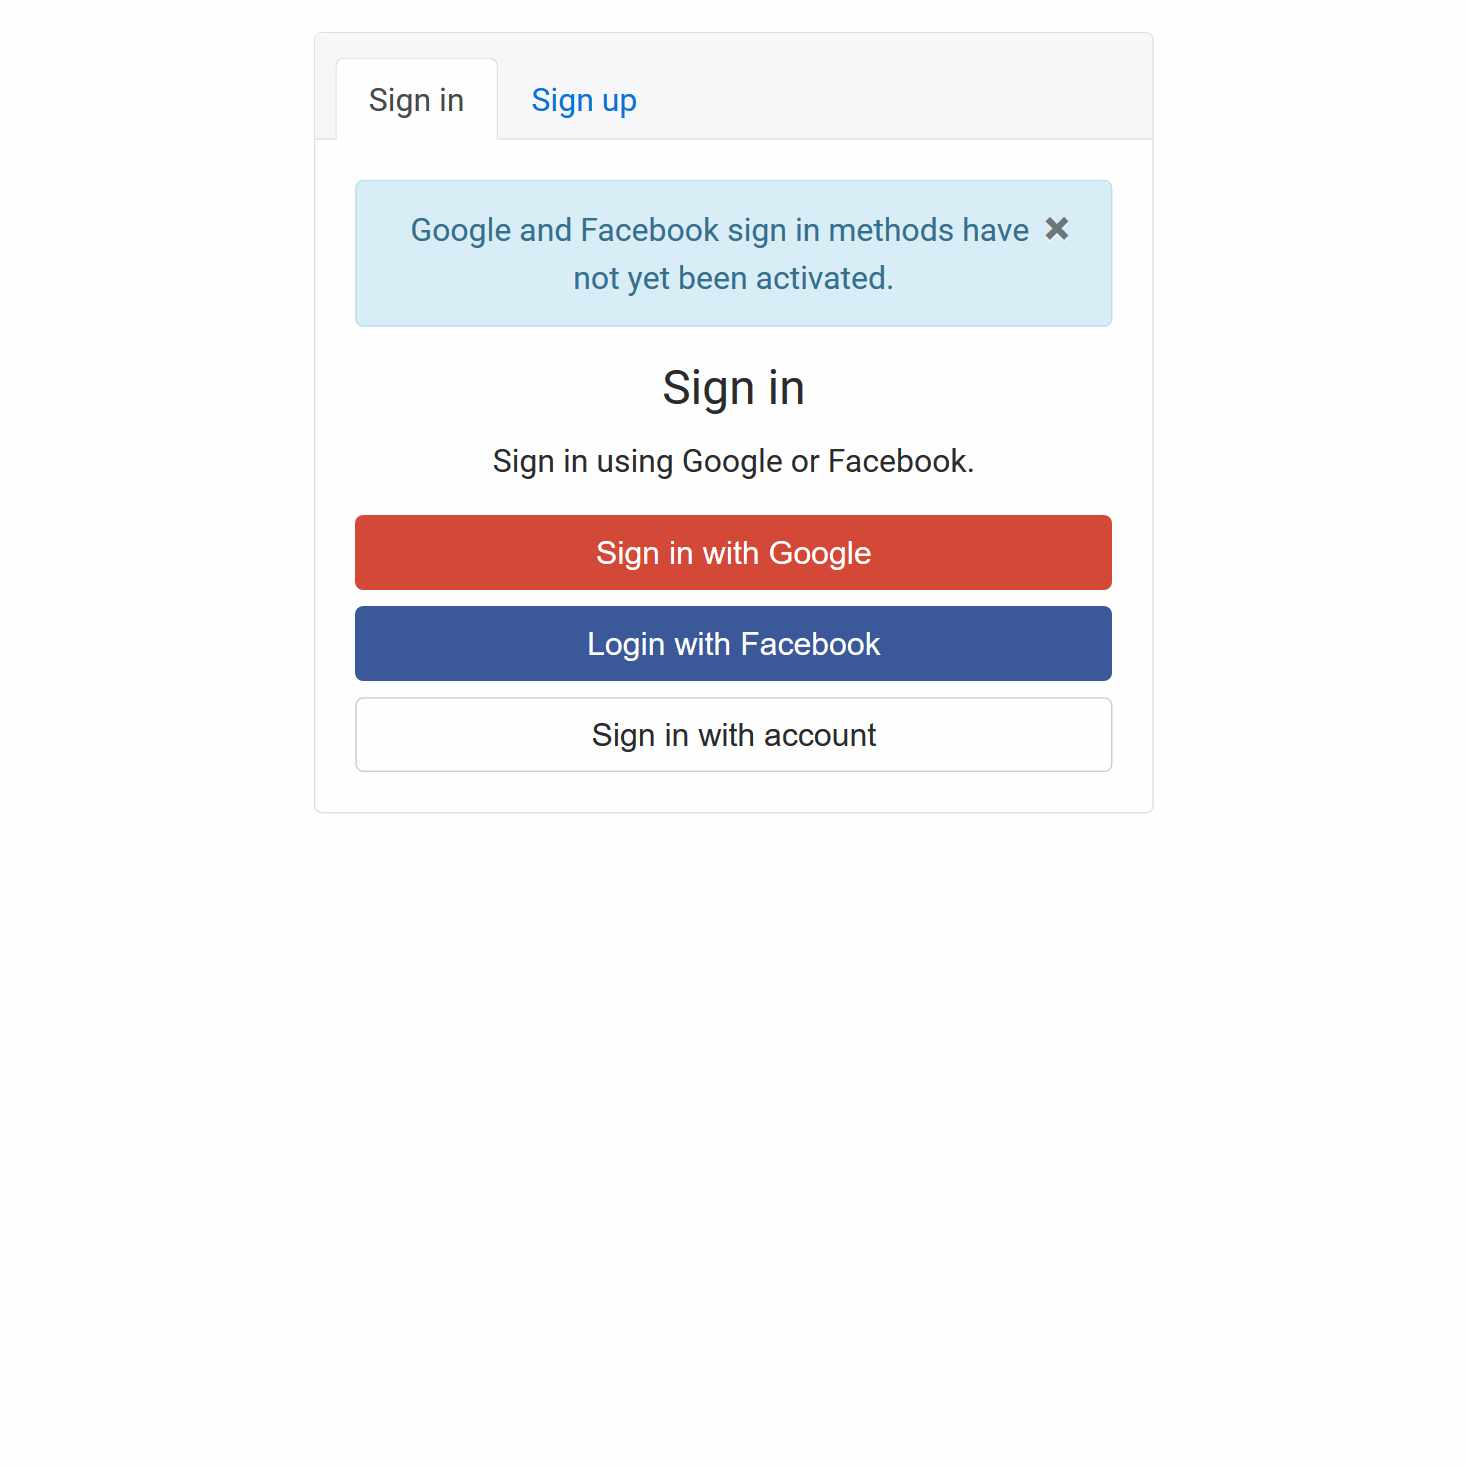 Sign in
Sign up
Google and Facebook sign in methods have
not yet been activated.
Sign in
Sign in using Google or Facebook.
Sign in with Google
Login with Facebook
Sign in with account